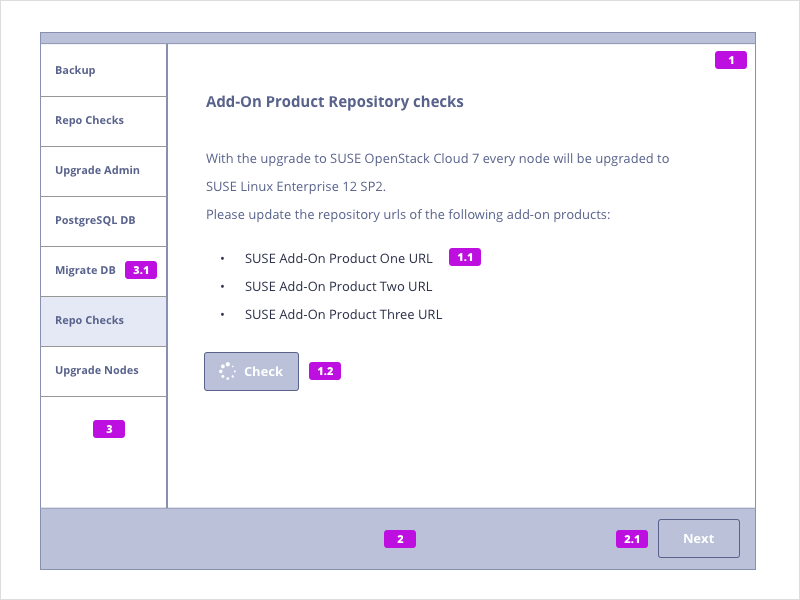 Backup
Repo Checks
Upgrade Admin
PostgreSQL DB
Migrate DB 3.1
Repo Checks
Upgrade Nodes
3
1
Add-On Product Repository checks
With the upgrade to SUSE OpenStack Cloud 7 every node will be upgraded to
SUSE Linux Enterprise 12 SP2.
Please update the repository urls of the following add-on products:
• SUSE Add-On Product One URL 1.1
• SUSE Add-On Product Two URL
• SUSE Add-On Product Three URL
Check 1.2
2
2.1 Next